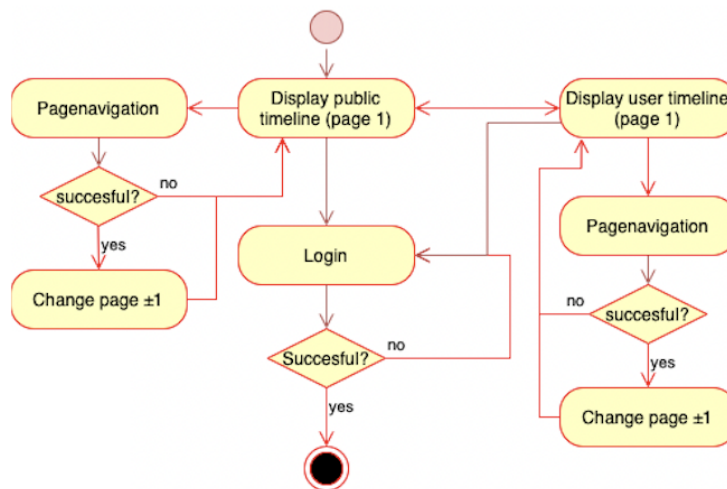 Pagenavigation
Display public
timeline (page 1)
Display user timeline
(page 1)
succesful?
no
yes
Change page ±1
Login
Succesful?
no
yes
Pagenavigation
succesful?
no
yes
Change page ±1